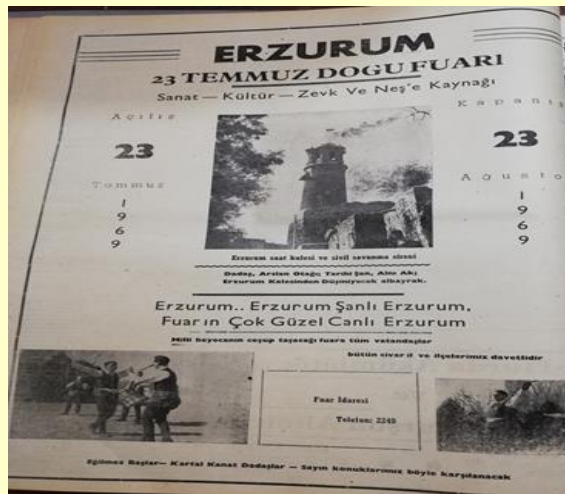 ERZURUM
23 TEMMUZ DOGU FUARI
Sanat — Kültür — Zevk Ve Neş'e Kaynağı
Açılış
23
Temmuz
1
9
6
9
Kapanış
23
Ağusto
1
9
6
9
Erzurum saat kulesi ve sivil savunma sireni
Dadaş, Arslan Otağı; Tarihi Şan, Alnı Ak;
Erzurum Kalesinden Düşmiyecek albayrak.
Erzurum.. Erzurum Şanlı Erzurum,
Fuarın Çok Güzel Canlı Erzurum
Milli heyecanın coşup taşacağı fuara tüm vatandaşlar
bütün civar il ve ilçelerimiz davetlidir
Fuar İdaresi
Telefon: 2249
Eğilmez Başlar— Kartal Kanat Dadaşlar — Sayın konuklarımız böyle karşılanacak